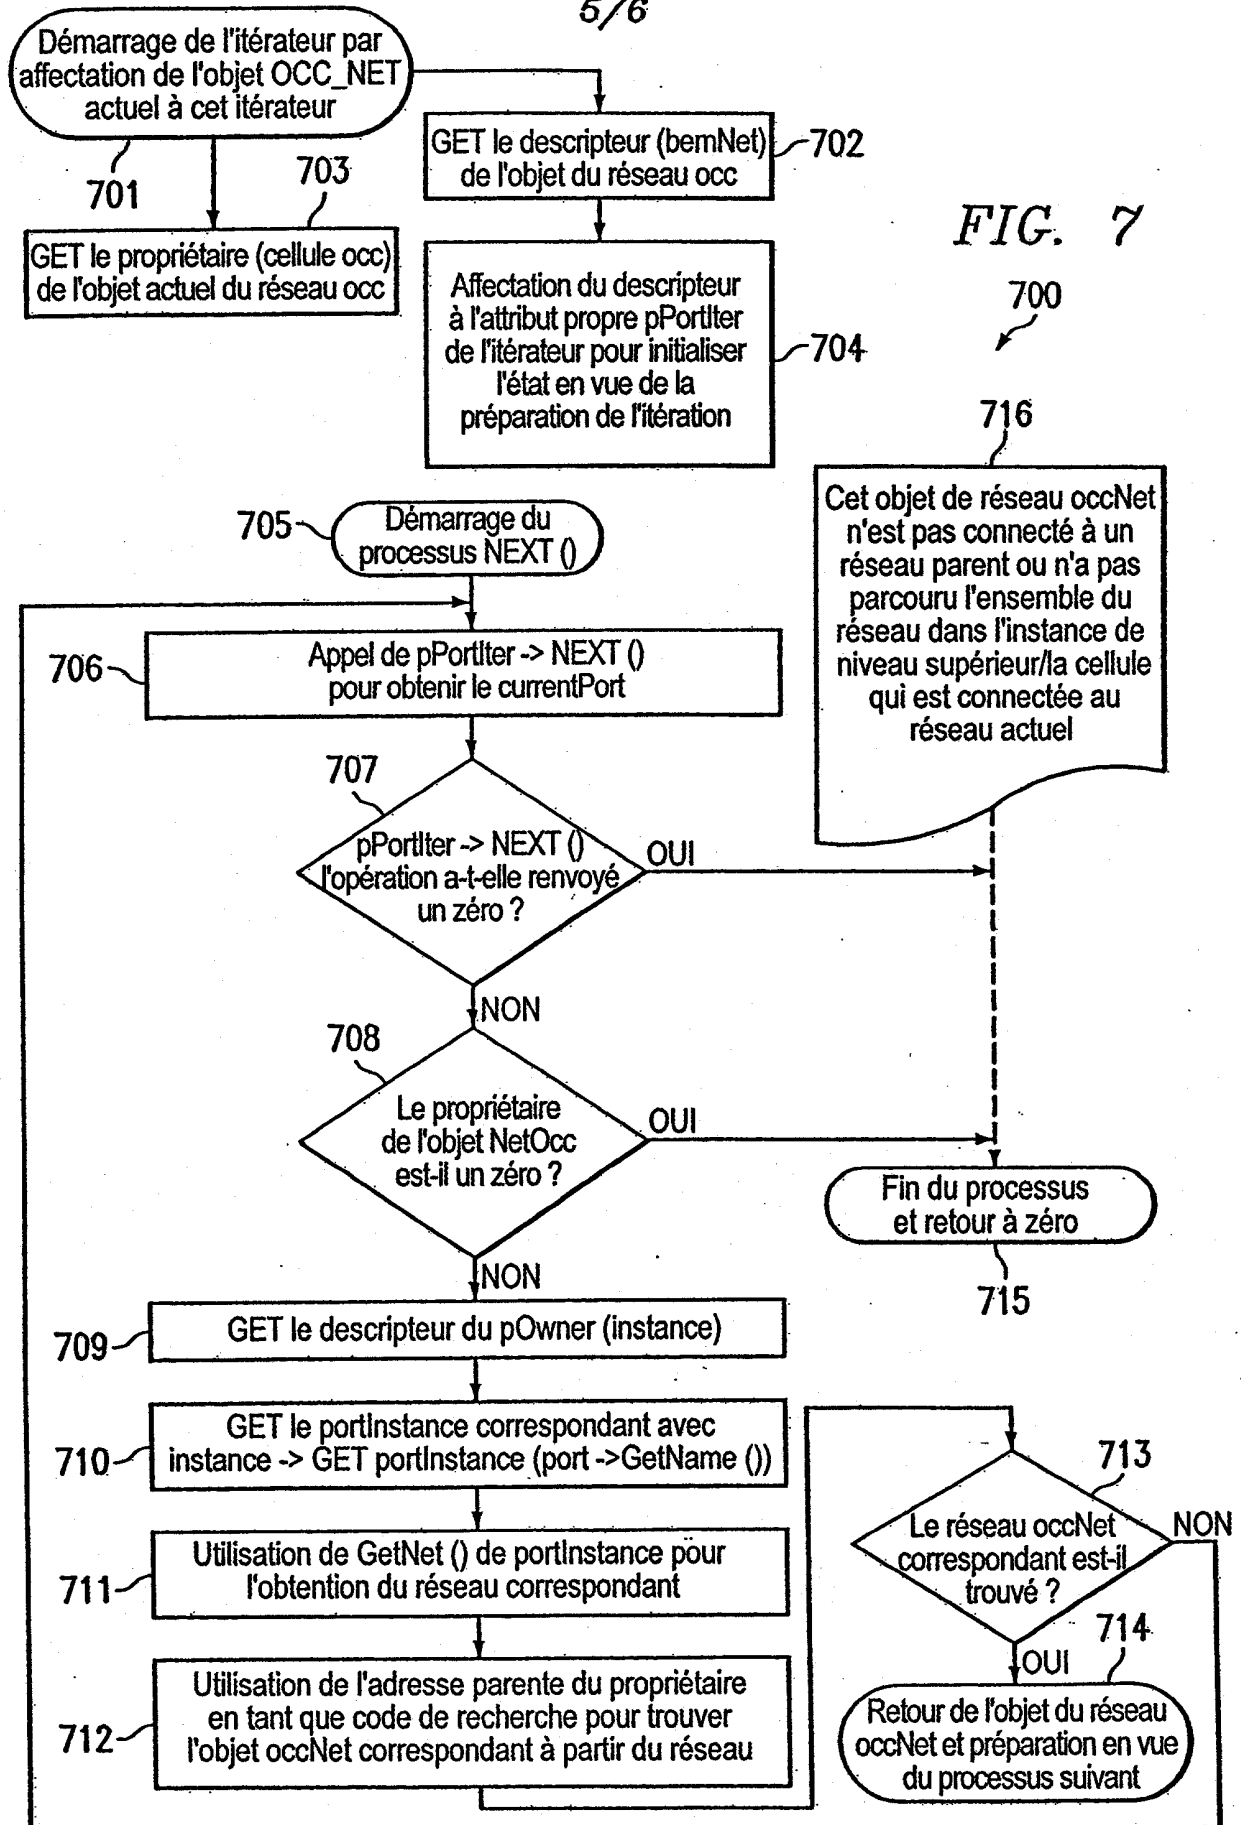 5/6
Démarrage de l'itérateur par
affectation de l'objet OCC_NET
actuel à cet itérateur
701
703
GET le propriétaire (cellule occ)
de l'objet actuel du réseau occ
GET le descripteur (bemNet)
de l'objet du réseau occ
702
FIG. 7
700
Affectation du descripteur
à l'attribut propre pPortIter
de l'itérateur pour initialiser
l'état en vue de la
préparation de l'itération
704
716
Cet objet de réseau occNet
n'est pas connecté à un
réseau parent ou n'a pas
parcouru l'ensemble du
réseau dans l'instance de
niveau supérieur/la cellule
qui est connectée au
réseau actuel
705
Démarrage du
processus NEXT ()
706
Appel de pPortIter -> NEXT ()
pour obtenir le currentPort
707
pPortIter -> NEXT ()
l'opération a-t-elle renvoyé
un zéro ?
OUI
NON
708
Le propriétaire
de l'objet NetOcc
est-il un zéro ?
OUI
NON
Fin du processus
et retour à zéro
715
709
GET le descripteur du pOwner (instance)
710
GET le portInstance correspondant avec
instance -> GET portInstance (port ->GetName ())
711
Utilisation de GetNet () de portInstance pour
l'obtention du réseau correspondant
712
Utilisation de l'adresse parente du propriétaire
en tant que code de recherche pour trouver
l'objet occNet correspondant à partir du réseau
713
Le réseau occNet
correspondant est-il
trouvé ?
NON
OUI
714
Retour de l'objet du réseau
occNet et préparation en vue
du processus suivant